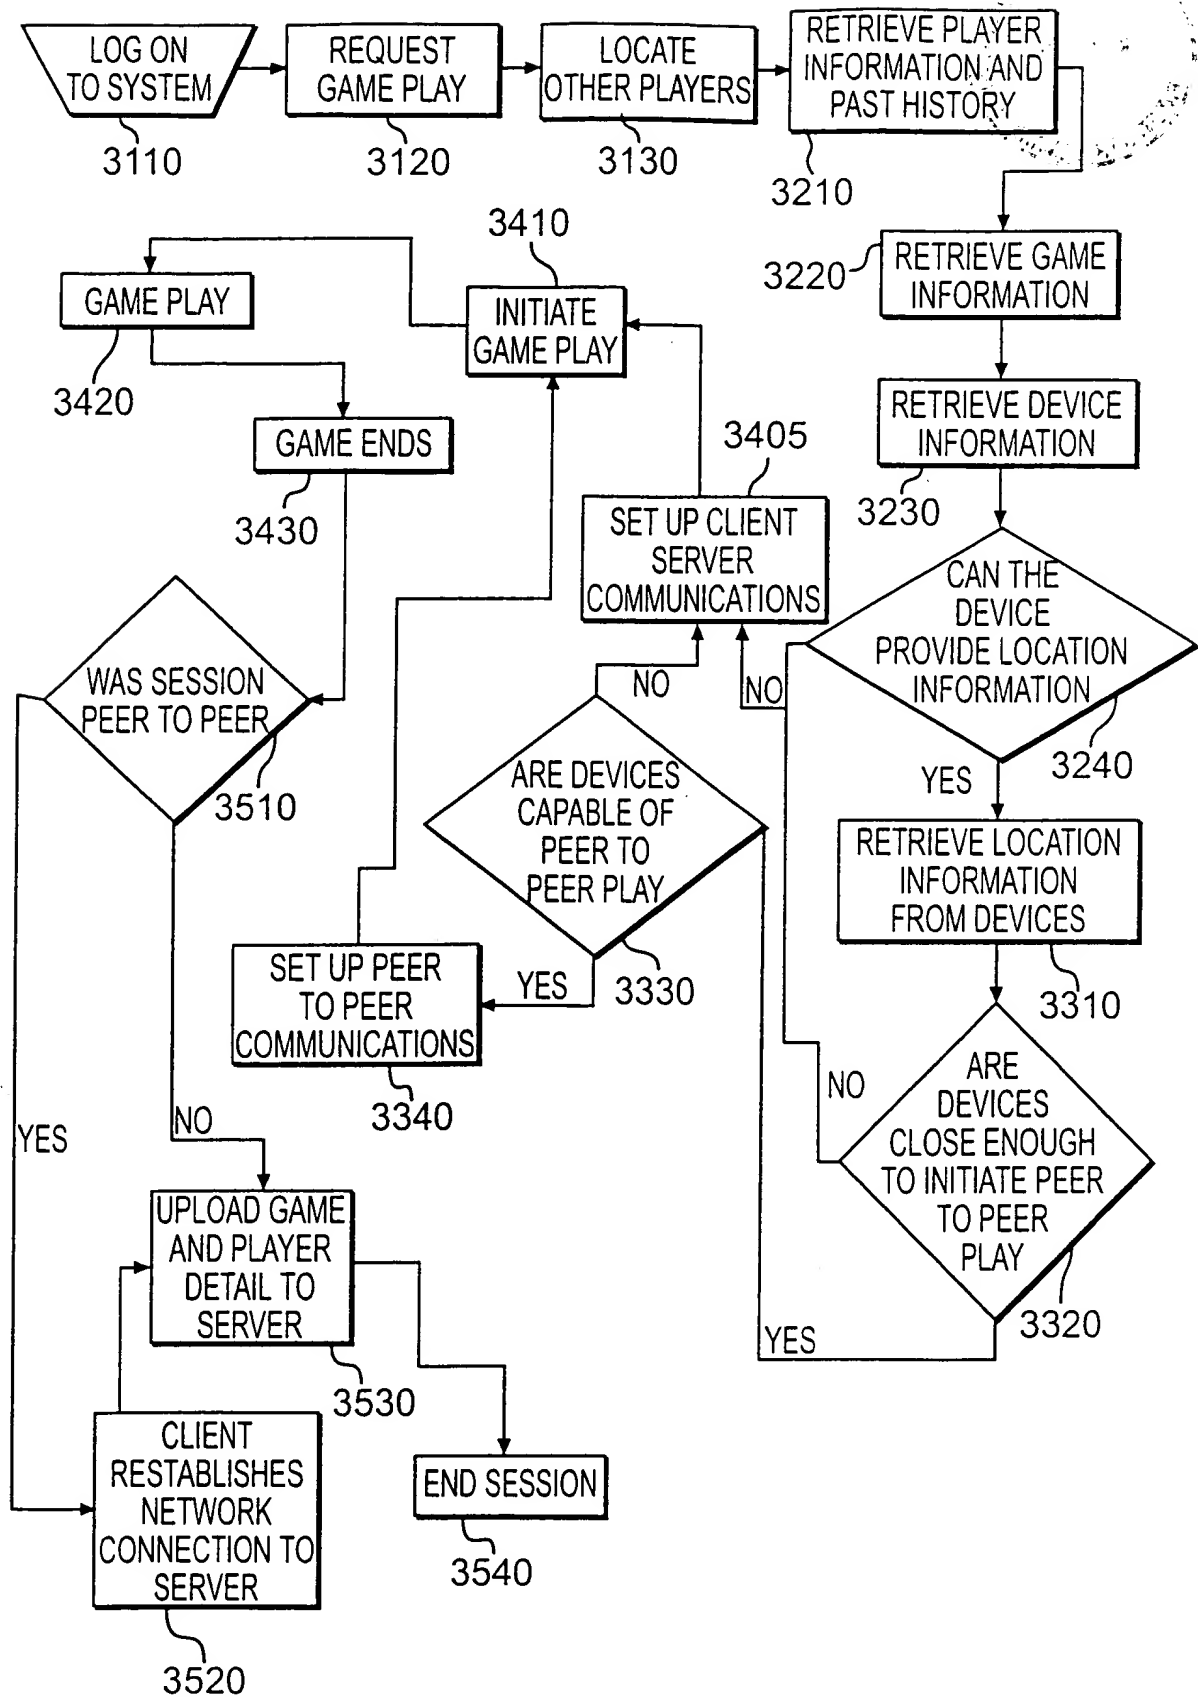 LOG ON
TO SYSTEM
3110
REQUEST
GAME PLAY
3120
LOCATE
OTHER PLAYERS
3130
RETRIEVE PLAYER
INFORMATION AND
PAST HISTORY
3210
RETRIEVE GAME
INFORMATION
3220
RETRIEVE DEVICE
INFORMATION
3230
CAN THE
DEVICE
PROVIDE LOCATION
INFORMATION
3240
NO
YES
RETRIEVE LOCATION
INFORMATION
FROM DEVICES
3310
ARE
DEVICES
CLOSE ENOUGH
TO INITIATE PEER
TO PEER
PLAY
3320
NO
YES
ARE DEVICES
CAPABLE OF
PEER TO
PEER PLAY
3330
NO
YES
SET UP PEER
TO PEER
COMMUNICATIONS
3340
3405
SET UP CLIENT
SERVER
COMMUNICATIONS
3410
INITIATE
GAME PLAY
GAME PLAY
3420
GAME ENDS
3430
WAS SESSION
PEER TO PEER
3510
YES
NO
UPLOAD GAME
AND PLAYER
DETAIL TO
SERVER
3530
CLIENT
RESTABLISHES
NETWORK
CONNECTION TO
SERVER
3520
END SESSION
3540